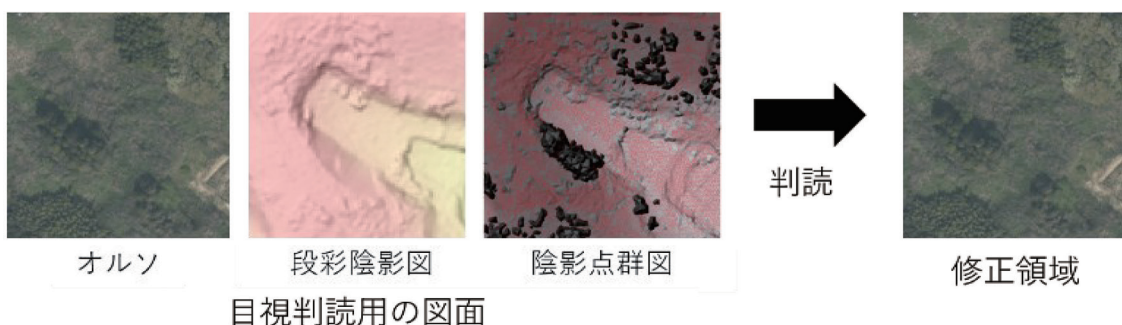 オルソ
段彩陰影図
陰影点群図
目視判読用の図面
判読
修正領域